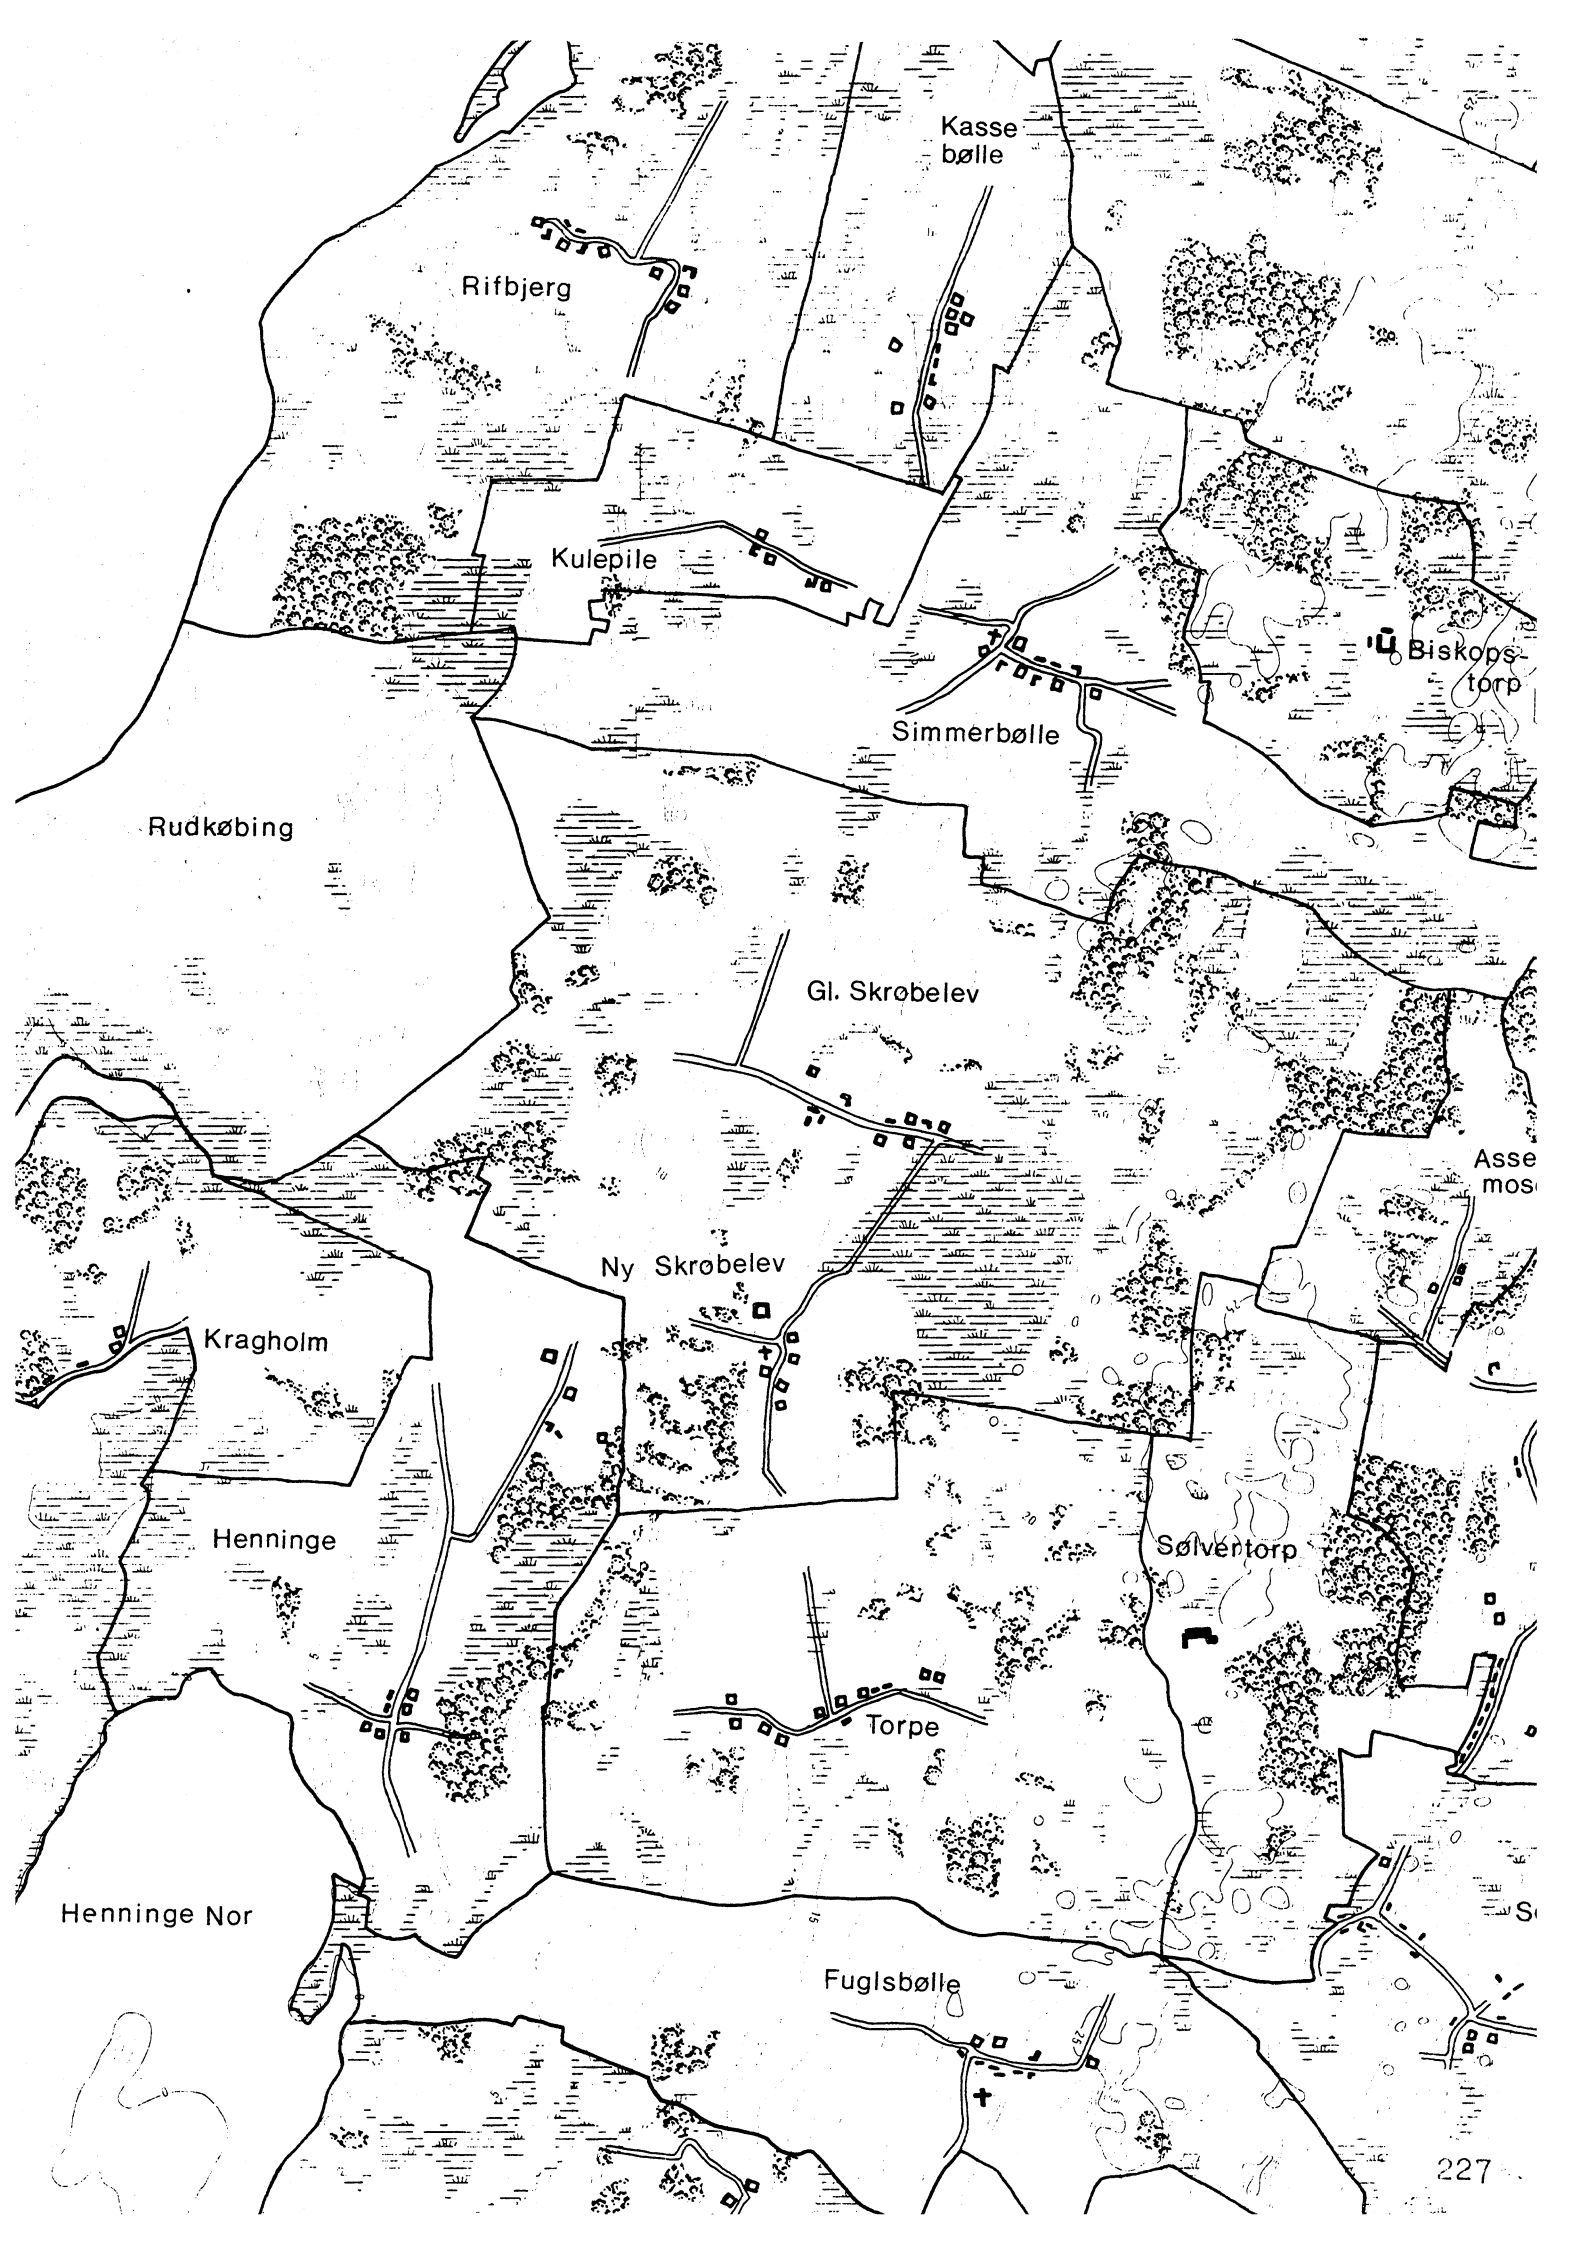 Kasse
bølle
Rifbjerg
Kulepile
Biskops-
torp
Simmerbølle
Rudkøbing
Gl. Skrøbelev
Asse
mos
Ny Skrøbelev
Kragholm
Henninge
Sølvertorp
Torpe
Henninge Nor
S
Fuglsbølle
25
227